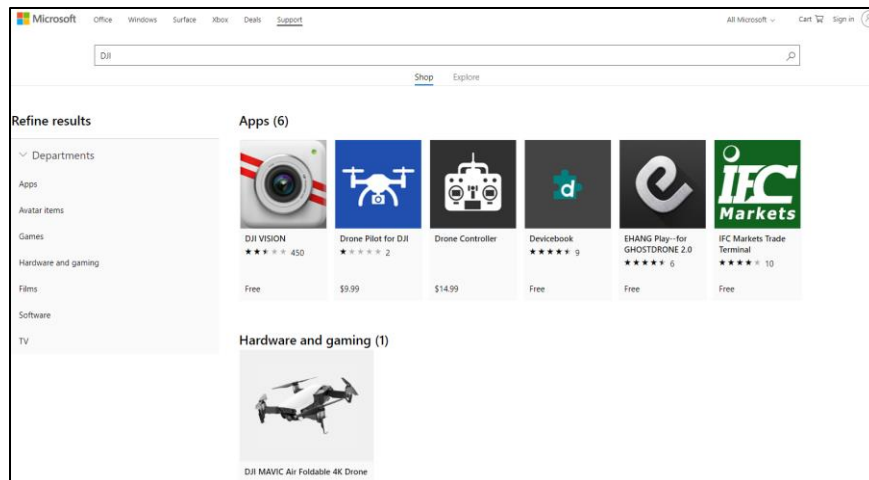 Microsoft Office Windows Surface Xbox Deals Support All Microsoft Cart Sign in
DJI
Shop Explore
Refine results
Departments
Apps
Avatar items
Games
Hardware and gaming
Films
Software
TV
Apps (6)
d
IFC
Markets
DJI VISION
450
Free
Drone Pilot for DJI
2
$9.99
Drone Controller
$14.99
Devicebook
9
Free
EHANG Play--for
GHOSTDRONE 2.0
6
Free
IFC Markets Trade
Terminal
10
Free
Hardware and gaming (1)
DJI MAVIC Air Foldable 4K Drone